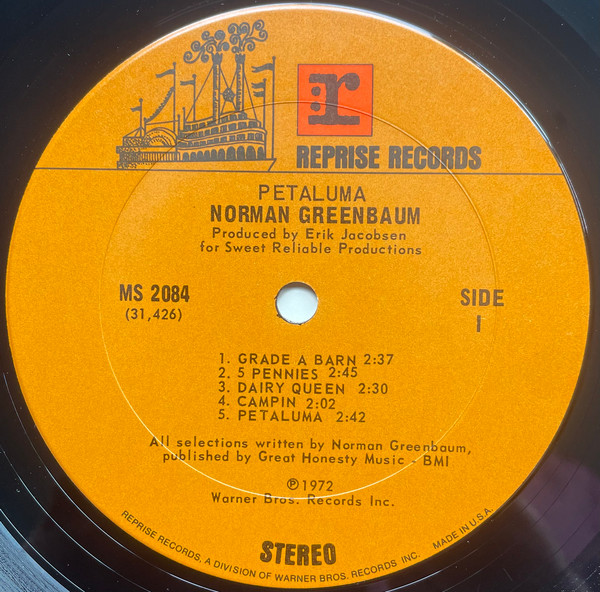 r
REPRISE RECORDS
PETALUMA
NORMAN GREENBAUM
Produced by Erik Jacobsen
for Sweet Reliable Productions
MS 2084
(31,426)
SIDE
1
1. GRADE A BARN 2:37
2. 5 PENNIES 2:45
3. DAIRY QUEEN 2:30
4. CAMPIN 2:02
5. PETALUMA 2:42
All selections written by Norman Greenbaum,
published by Great Honesty Music - BMI
℗1972
Warner Bros. Records Inc.
STEREO
REPRISE RECORDS, A DIVISION OF WARNER BROS. RECORDS INC. MADE IN U.S.A.